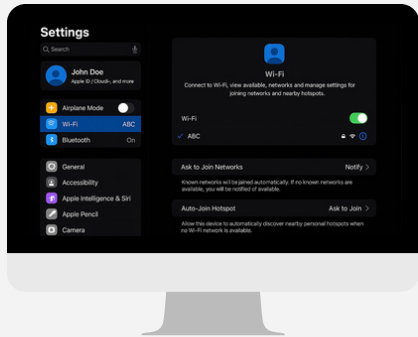 Settings
Search
John Doe
Apple ID / iCloud+, and more
Airplane Mode
Wi-Fi ABC
Bluetooth On
General
Accessibility
Apple Intelligence & Siri
Apple Pencil
Camera
Wi-Fi
Connect to Wi-Fi, view available, networks and manage settings for
joining networks and nearby hotspots.
Wi-Fi
ABC
Ask to Join Networks Notify
Known networks will be joined automatically. If no known networks are
available, you will be notified of available.
Auto-Join Hotspot Ask to Join
Allow this device to automatically discover nearby personal hotspots when
no Wi-Fi network is available.